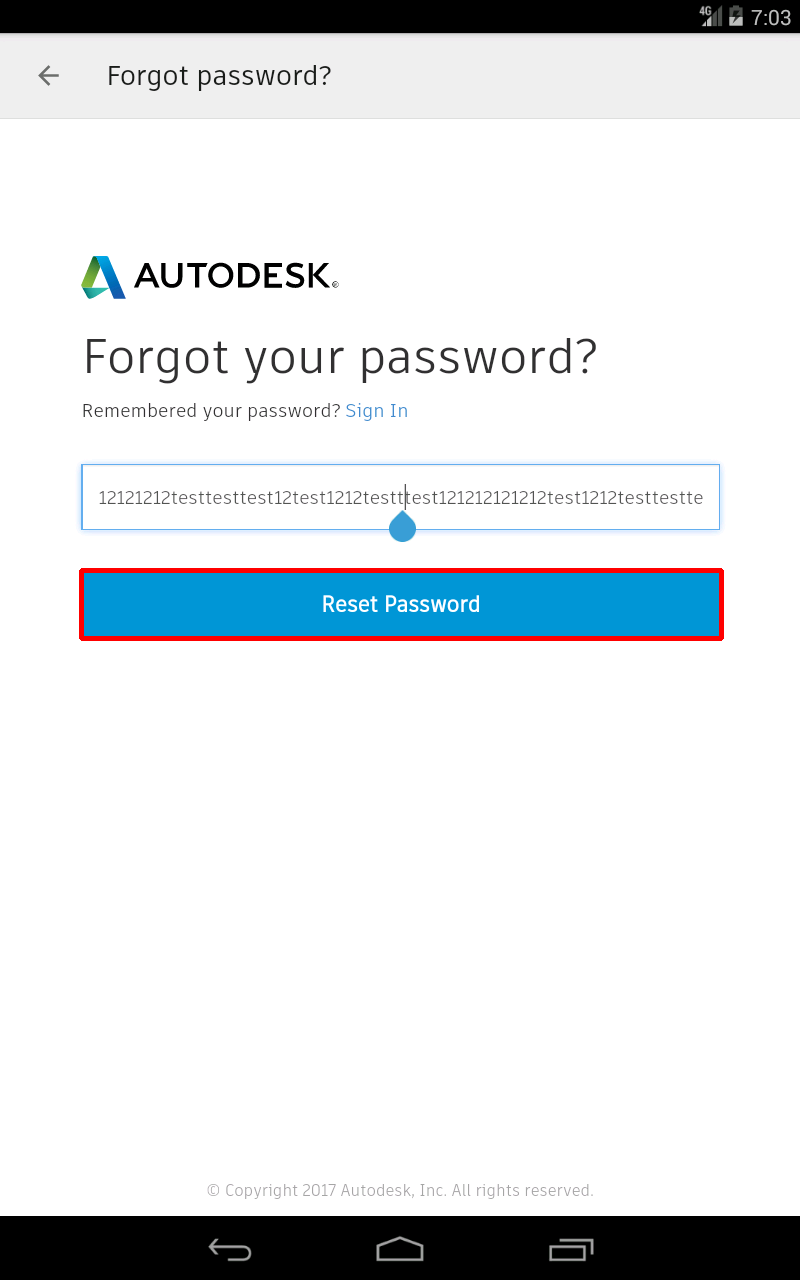 4G 7:03
Forgot password?
AUTODESK®
Forgot your password?
Remembered your password? Sign In
12121212testtesttest12test1212testttest121212121212test1212testtestte
Reset Password
© Copyright 2017 Autodesk, Inc. All rights reserved.